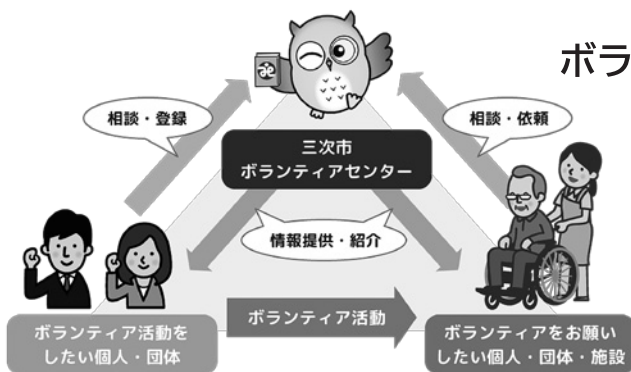 ボラ
相談・登録
相談・依頼
三次市
ボランティアセンター
情報提供・紹介
ボランティア活動
ボランティア活動を
したい個人・団体
ボランティアをお願い
したい個人・団体・施設